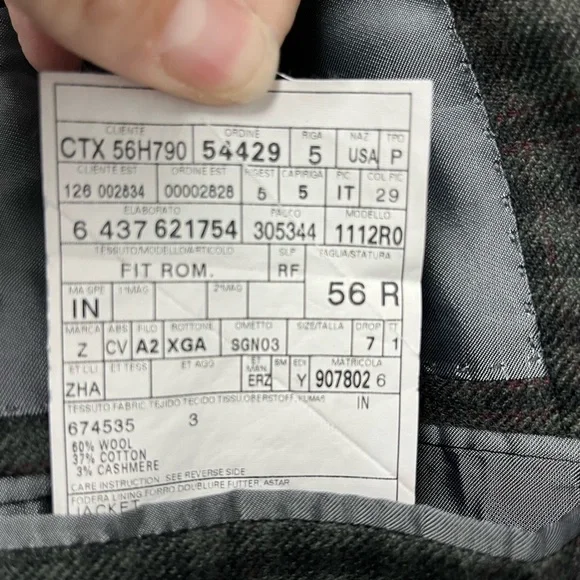 CLIENTE ORDINE RIGA NAZ TPO
CTX 56H790 54429 5 USA P
CLIENTE EST ORDINE EST RIGEST CAPIRIGA PIC COL PIC
126 002834 00002828 5 5 IT 29
ELABORATO PALCO MODELLO
6 437 621754 305344 1112R0
TESSUTO/MODELLO/ARTICOLO SLP TAGLIA/STATURA
FIT ROM. RF 56 R
MA SPE 1°MAG 2°MAG
IN
MARCA ABS FILO BOTTONE OMETTO SIZE/TALLA DROP
Z CV A2 XGA SGN03 7 1
ET CLI ET TESS ET AGG ET MAN SM MATRICOLA
ZHA ERZ Y 907802 6
TESSUTO FABRIC TEJIDO TECIDO TISSU OBERSTOFF KUMAS IN
674535 3
60% WOOL
37% COTTON
3% CASHMERE
CARE INSTRUCTION SEE REVERSE SIDE
FODERA LINING FORRO DOUBLURE FUTTER ASTAR
JACKET